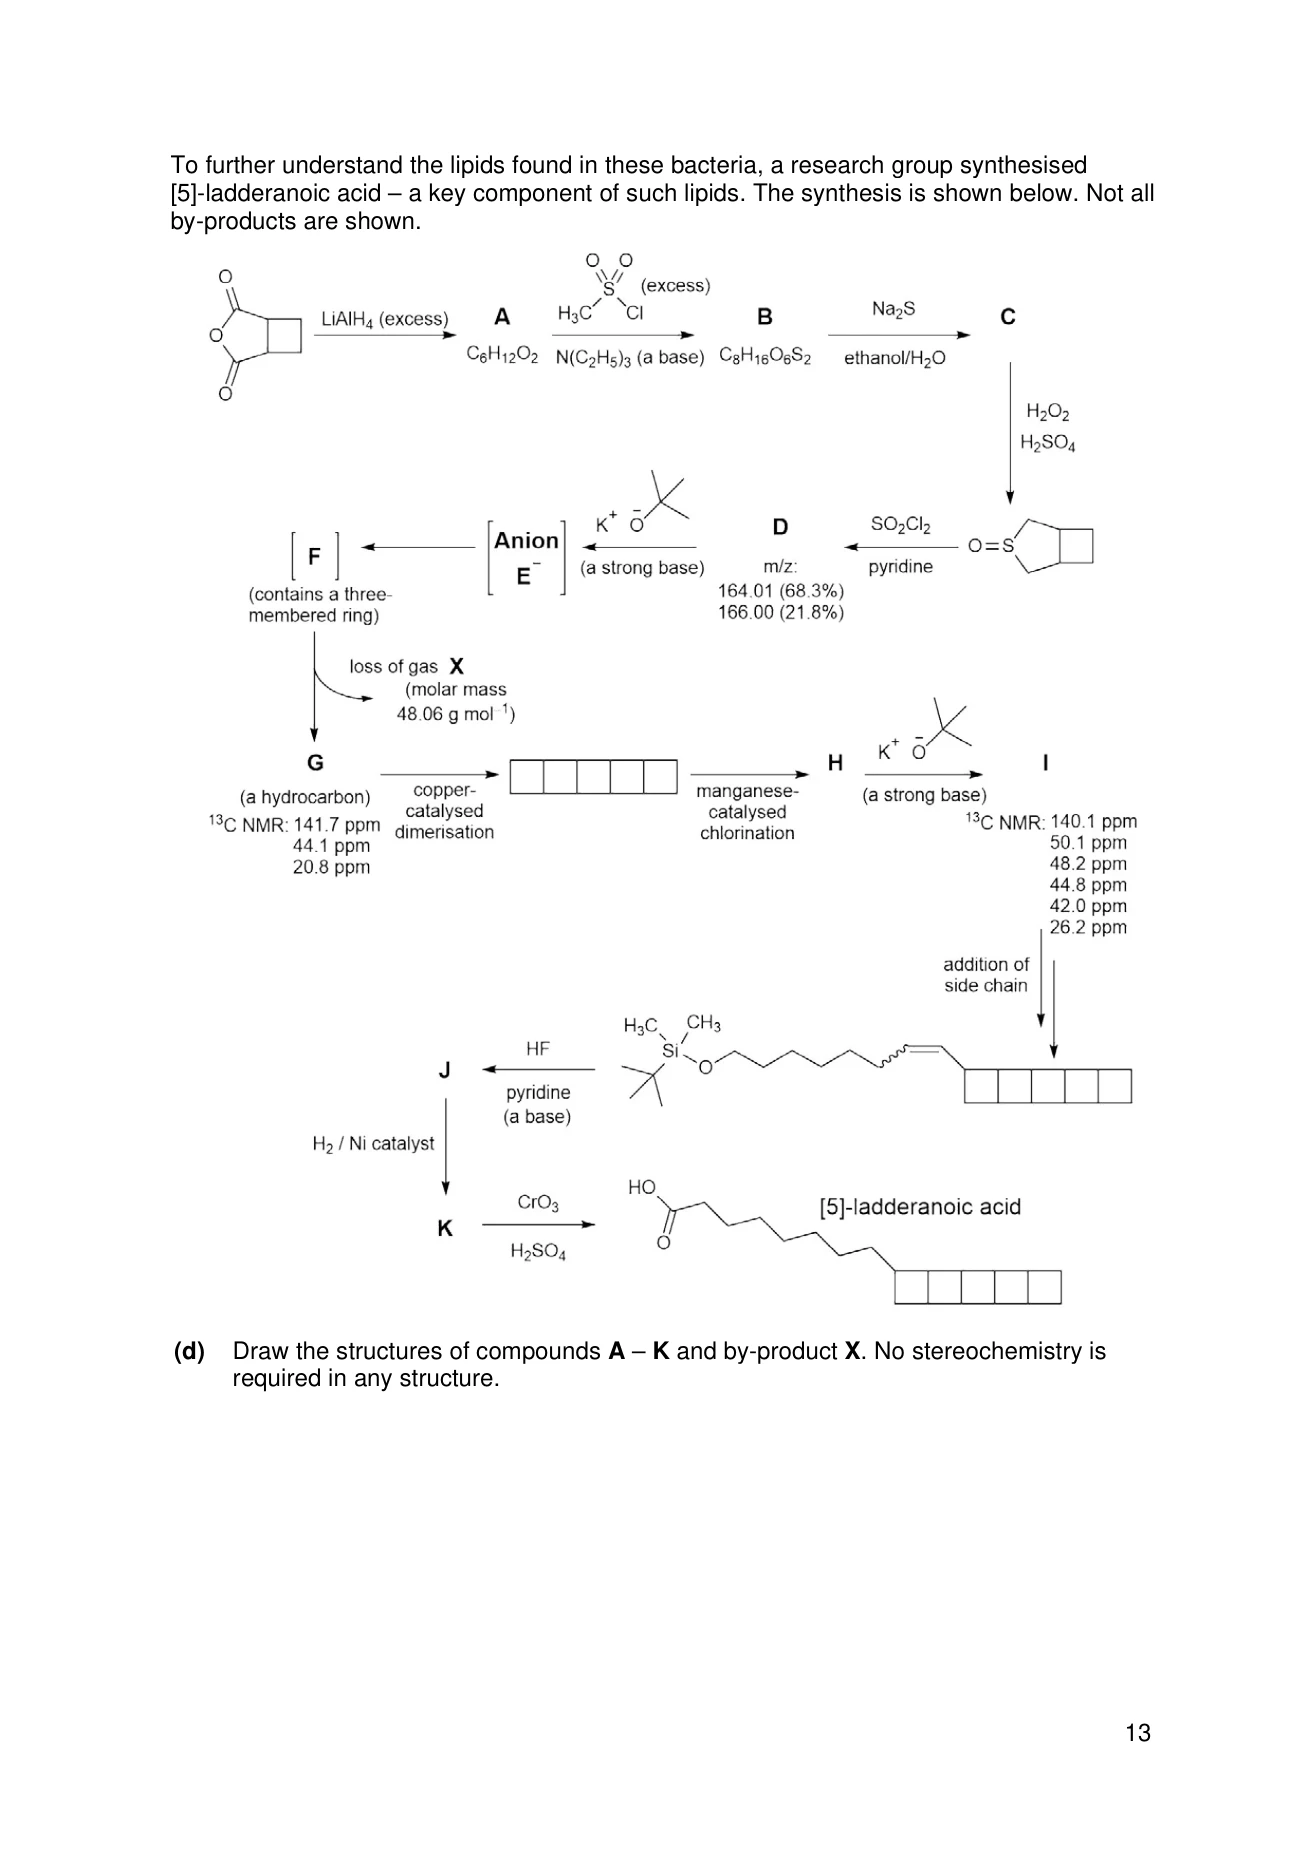 To further understand the lipids found in these bacteria, a research group synthesised
[5]-ladderanoic acid – a key component of such lipids. The synthesis is shown below. Not all
by-products are shown.
O
O
O
LiAlH4 (excess)
A
C6H12O2
O O
S
H3C
Cl
(excess)
N(C2H5)3 (a base)
B
C8H16O6S2
Na2S
ethanol/H2O
C
H2O2
H2SO4
O=S
SO2Cl2
pyridine
D
m/z:
164.01 (68.3%)
166.00 (21.8%)
K+ O−
(a strong base)
[Anion E−]
[F]
(contains a three-
membered ring)
loss of gas X
(molar mass
48.06 g mol−1)
G
(a hydrocarbon)
13C NMR: 141.7 ppm
44.1 ppm
20.8 ppm
copper-
catalysed
dimerisation
manganese-
catalysed
chlorination
H
K+ O−
(a strong base)
I
13C NMR: 140.1 ppm
50.1 ppm
48.2 ppm
44.8 ppm
42.0 ppm
26.2 ppm
addition of
side chain
H3C CH3
Si
O
HF
pyridine
(a base)
J
H2 / Ni catalyst
K
CrO3
H2SO4
HO
O
[5]-ladderanoic acid
(d) Draw the structures of compounds A – K and by-product X. No stereochemistry is
required in any structure.
13